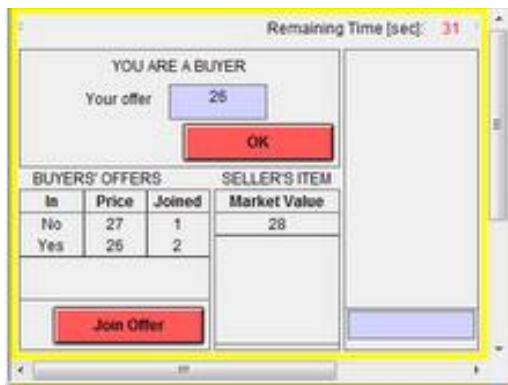 Remaining Time [sec]: 31
YOU ARE A BUYER
Your offer 26
OK
BUYERS' OFFERS
In Price Joined
No 27 1
Yes 26 2
Join Offer
SELLER'S ITEM
Market Value
28